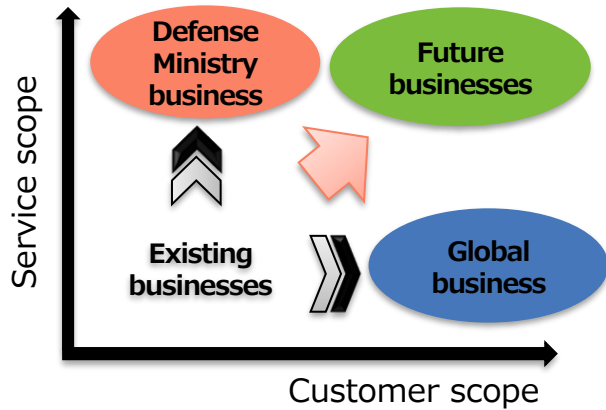 Defense
Ministry
business
Future
businesses
Service scope
Existing
businesses
Global
business
Customer scope